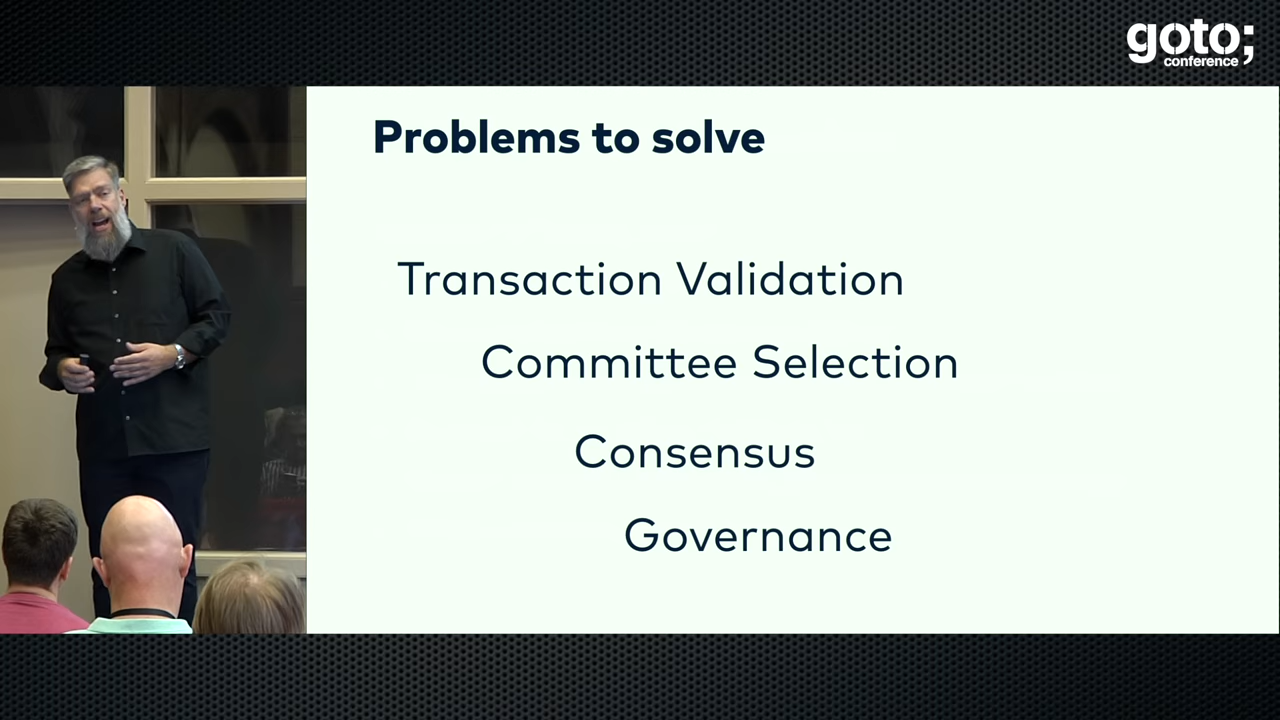 goto;
conference
Problems to solve
Transaction Validation
Committee Selection
Consensus
Governance